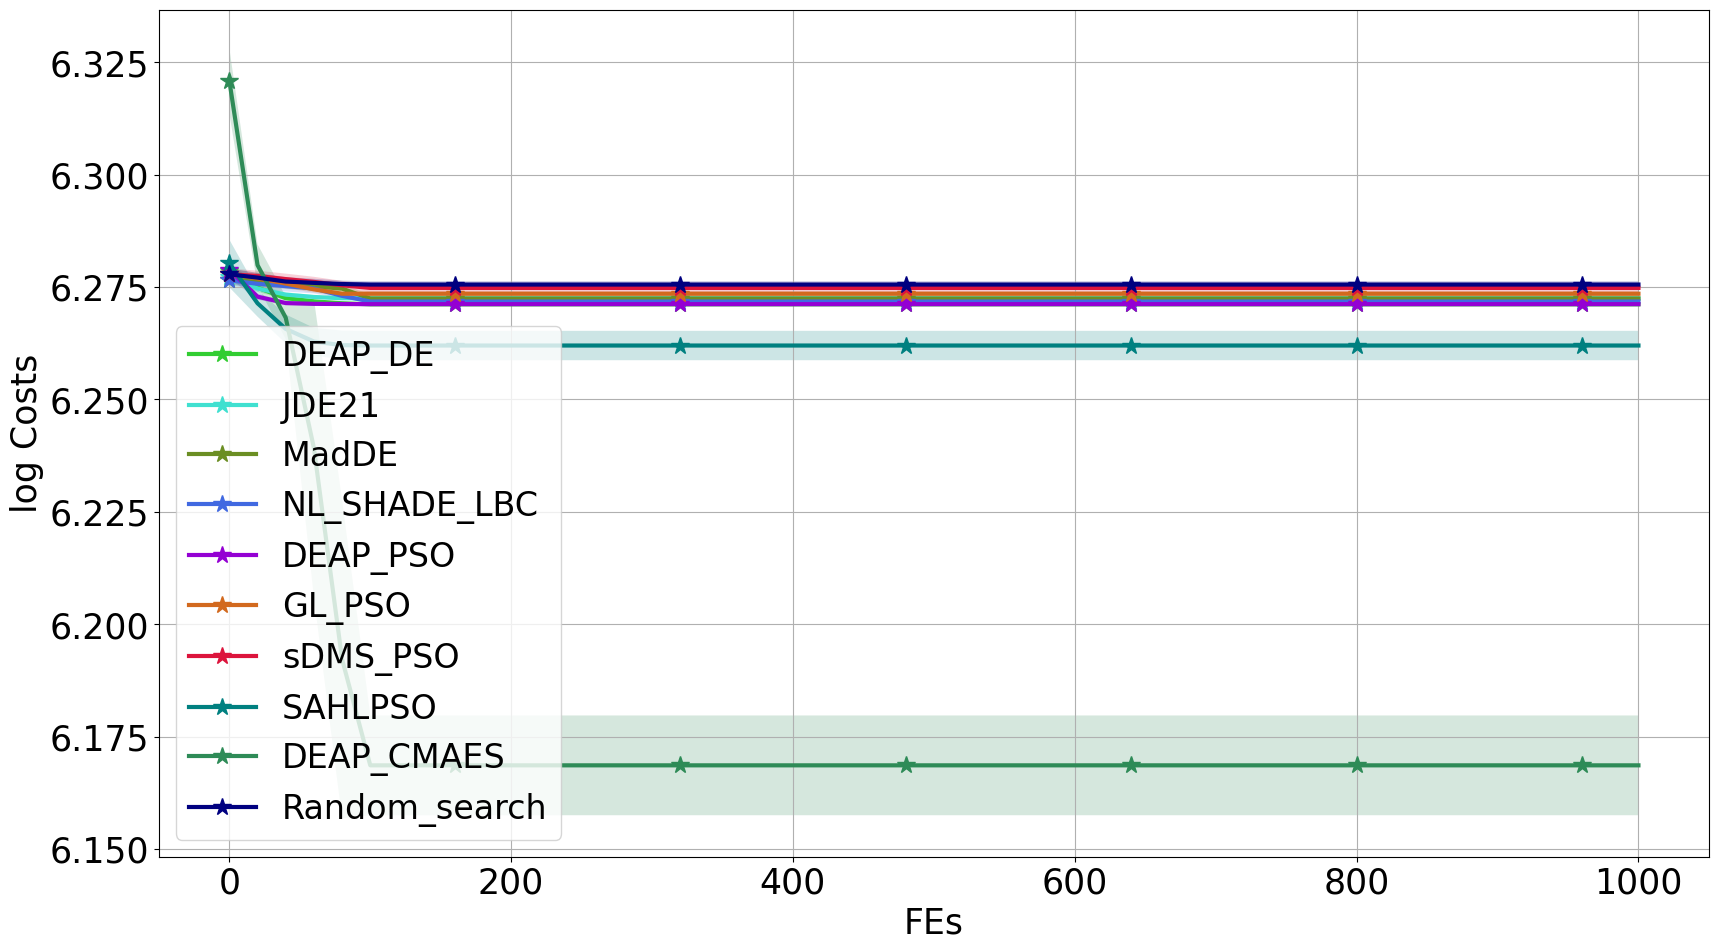 6.325
6.300
6.275
6.250
6.225
6.200
6.175
6.150
log Costs
DEAP_DE
JDE21
MadDE
NL_SHADE_LBC
DEAP_PSO
GL_PSO
sDMS_PSO
SAHLPSO
DEAP_CMAES
Random_search
0 200 400 600 800 1000
FEs